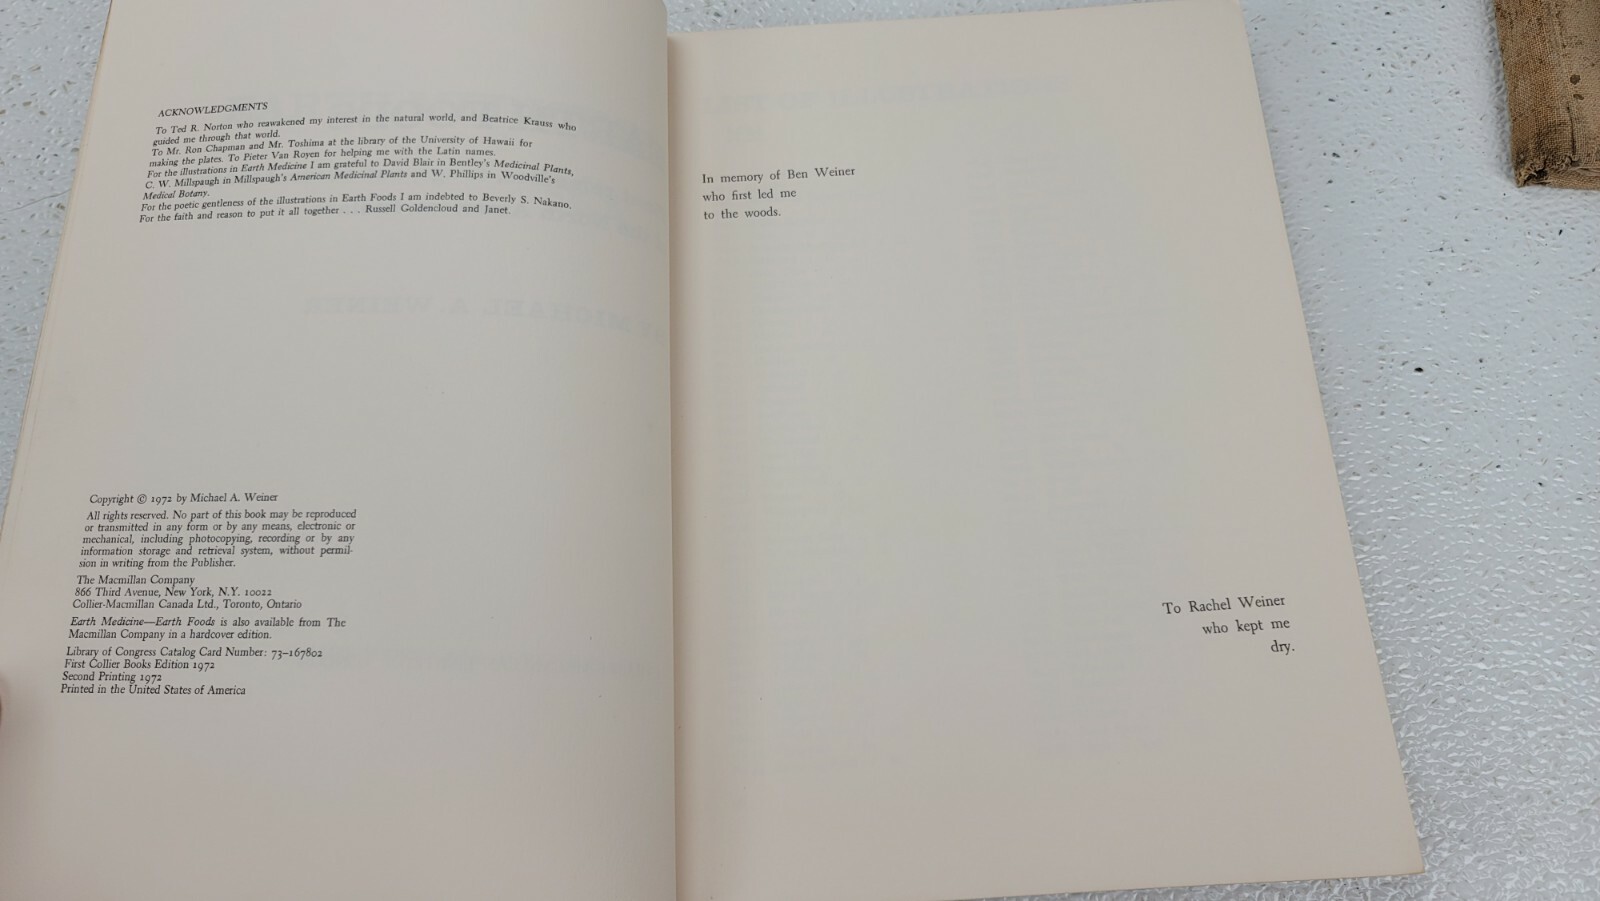 ACKNOWLEDGMENTS
To Ted R. Norton who reawakened my interest in the natural world, and Beatrice Krauss who
guided me through that world.
To Mr. Ron Chapman and Mr. Toshima at the library of the University of Hawaii for
making the plates. To Pieter Van Royen for helping me with the Latin names.
For the illustrations in Earth Medicine I am grateful to David Blair in Bentley's Medicinal Plants,
C. W. Millspaugh in Millspaugh's American Medicinal Plants and W. Phillips in Woodville's
Medical Botany.
For the poetic gentleness of the illustrations in Earth Foods I am indebted to Beverly S. Nakano.
For the faith and reason to put it all together . . . Russell Goldencloud and Janet.
Copyright © 1972 by Michael A. Weiner
All rights reserved. No part of this book may be reproduced
or transmitted in any form or by any means, electronic or
mechanical, including photocopying, recording or by any
information storage and retrieval system, without permis-
sion in writing from the Publisher.
The Macmillan Company
866 Third Avenue, New York, N.Y. 10022
Collier-Macmillan Canada Ltd., Toronto, Ontario
Earth Medicine—Earth Foods is also available from The
Macmillan Company in a hardcover edition.
Library of Congress Catalog Card Number: 73–167802
First Collier Books Edition 1972
Second Printing 1972
Printed in the United States of America
In memory of Ben Weiner
who first led me
to the woods.
To Rachel Weiner
who kept me
dry.